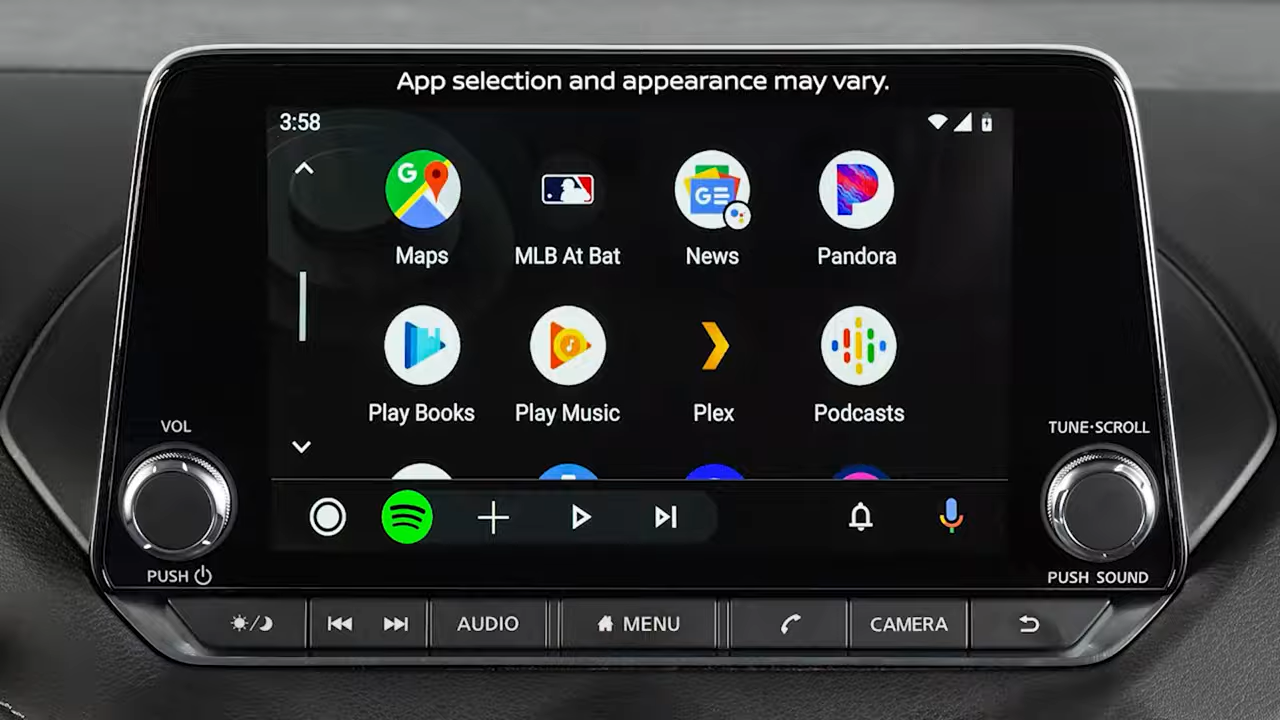 App selection and appearance may vary.
3:58
G
GE
Maps
MLB At Bat
News
Pandora
Play Books
Play Music
Plex
Podcasts
VOL
TUNE·SCROLL
PUSH
PUSH SOUND
AUDIO
MENU
CAMERA